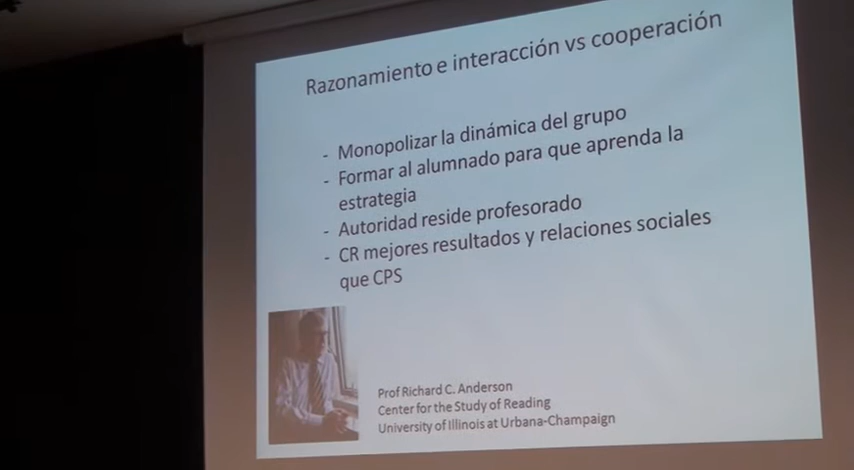 Razonamiento e interacción vs cooperación
- Monopolizar la dinámica del grupo
- Formar al alumnado para que aprenda la
estrategia
- Autoridad reside profesorado
- CR mejores resultados y relaciones sociales
que CPS
Prof Richard C. Anderson
Center for the Study of Reading
University of Illinois at Urbana-Champaign